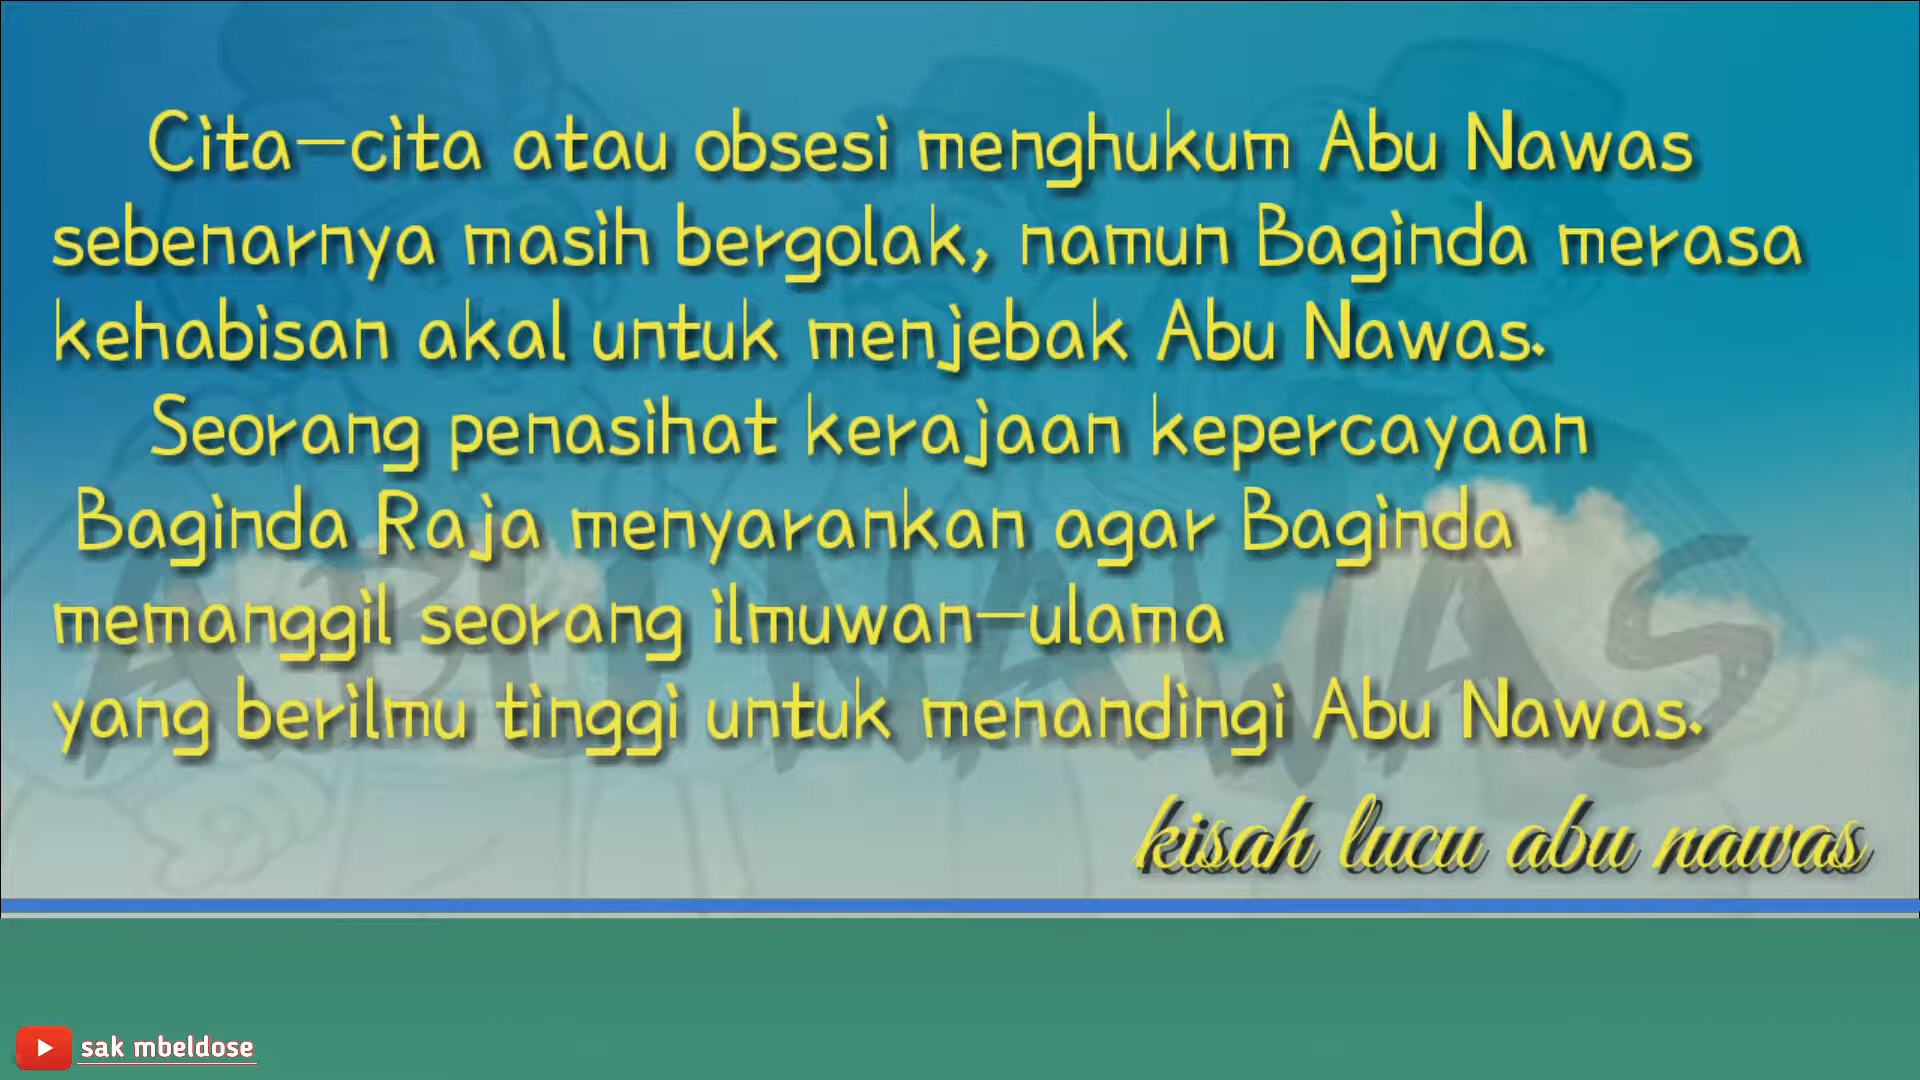 Cita-cita atau obsesi menghukum Abu Nawas
sebenarnya masih bergolak, namun Baginda merasa
kehabisan akal untuk menjebak Abu Nawas.
Seorang penasihat kerajaan kepercayaan
Baginda Raja menyarankan agar Baginda
memanggil seorang ilmuwan-ulama
yang berilmu tinggi untuk menandingi Abu Nawas.
ABU NAWAS
kisah lucu abu nawas
sak mbeldose